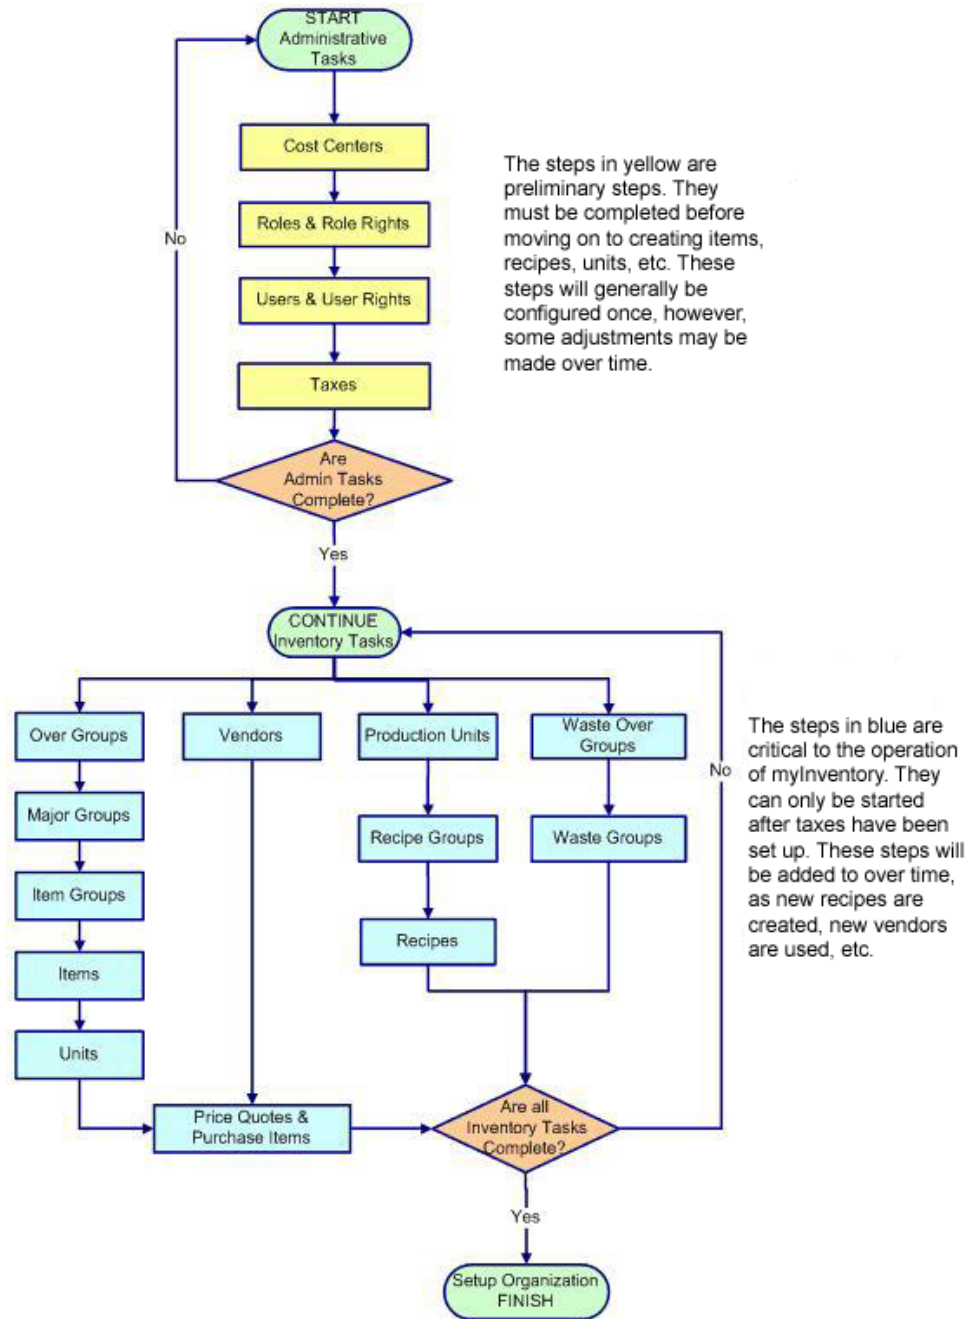 START
Administrative
Tasks
Cost Centers
The steps in yellow are
preliminary steps. They
must be completed before
moving on to creating items,
recipes, units, etc. These
steps will generally be
configured once, however,
some adjustments may be
made over time.
Roles & Role Rights
No
Users & User Rights
Taxes
Are
Admin Tasks
Complete?
Yes
CONTINUE
Inventory Tasks
Over Groups
Vendors
Production Units
Waste Over
Groups
The steps in blue are
critical to the operation
of myInventory. They
can only be started
after taxes have been
set up. These steps will
be added to over time,
as new recipes are
created, new vendors
are used, etc.
No
Major Groups
Recipe Groups
Waste Groups
Item Groups
Recipes
Items
Units
Price Quotes &
Purchase Items
Are all
Inventory Tasks
Complete?
Yes
Setup Organization
FINISH